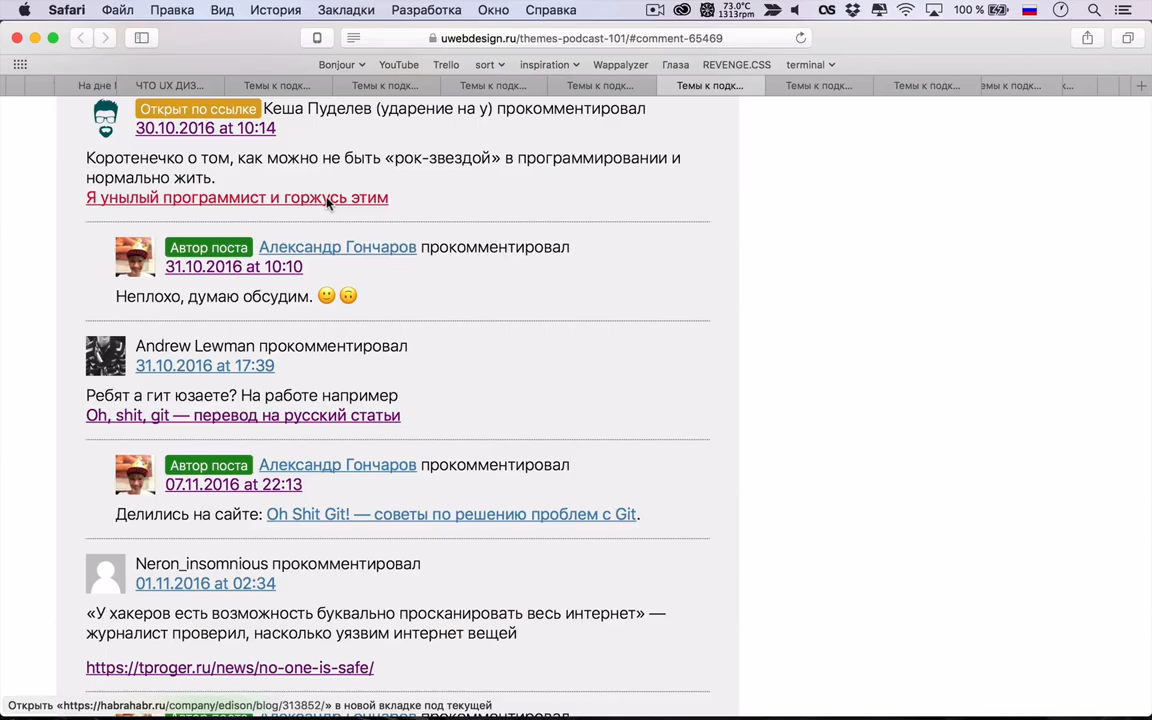 Safari Файл Правка Вид История Закладки Разработка Окно Справка 73.0°C 1313rpm 100 %
uwebdesign.ru/themes-podcast-101/#comment-65469
Bonjour YouTube Trello sort inspiration Wappalyzer Глаза REVENGE.CSS terminal
На дне ЧТО UX ДИЗ... Темы к подк... Темы к подк... Темы к подк... Темы к подк... Темы к подк... Темы к подк... Темы к подк...
Открыт по ссылке Кеша Пуделев (ударение на у) прокомментировал
30.10.2016 at 10:14
Коротенечко о том, как можно не быть «рок-звездой» в программировании и
нормально жить.
Я унылый программист и горжусь этим
Автор поста Александр Гончаров прокомментировал
31.10.2016 at 10:10
Неплохо, думаю обсудим. 🙂 🙃
Andrew Lewman прокомментировал
31.10.2016 at 17:39
Ребят а гит юзаете? На работе например
Oh, shit, git — перевод на русский статьи
Автор поста Александр Гончаров прокомментировал
07.11.2016 at 22:13
Делились на сайте: Oh Shit Git! — советы по решению проблем с Git.
Neron_insomnious прокомментировал
01.11.2016 at 02:34
«У хакеров есть возможность буквально просканировать весь интернет» —
журналист проверил, насколько уязвим интернет вещей
https://tproger.ru/news/no-one-is-safe/
Открыть «https://habrahabr.ru/company/edison/blog/313852/» в новой вкладке под текущей